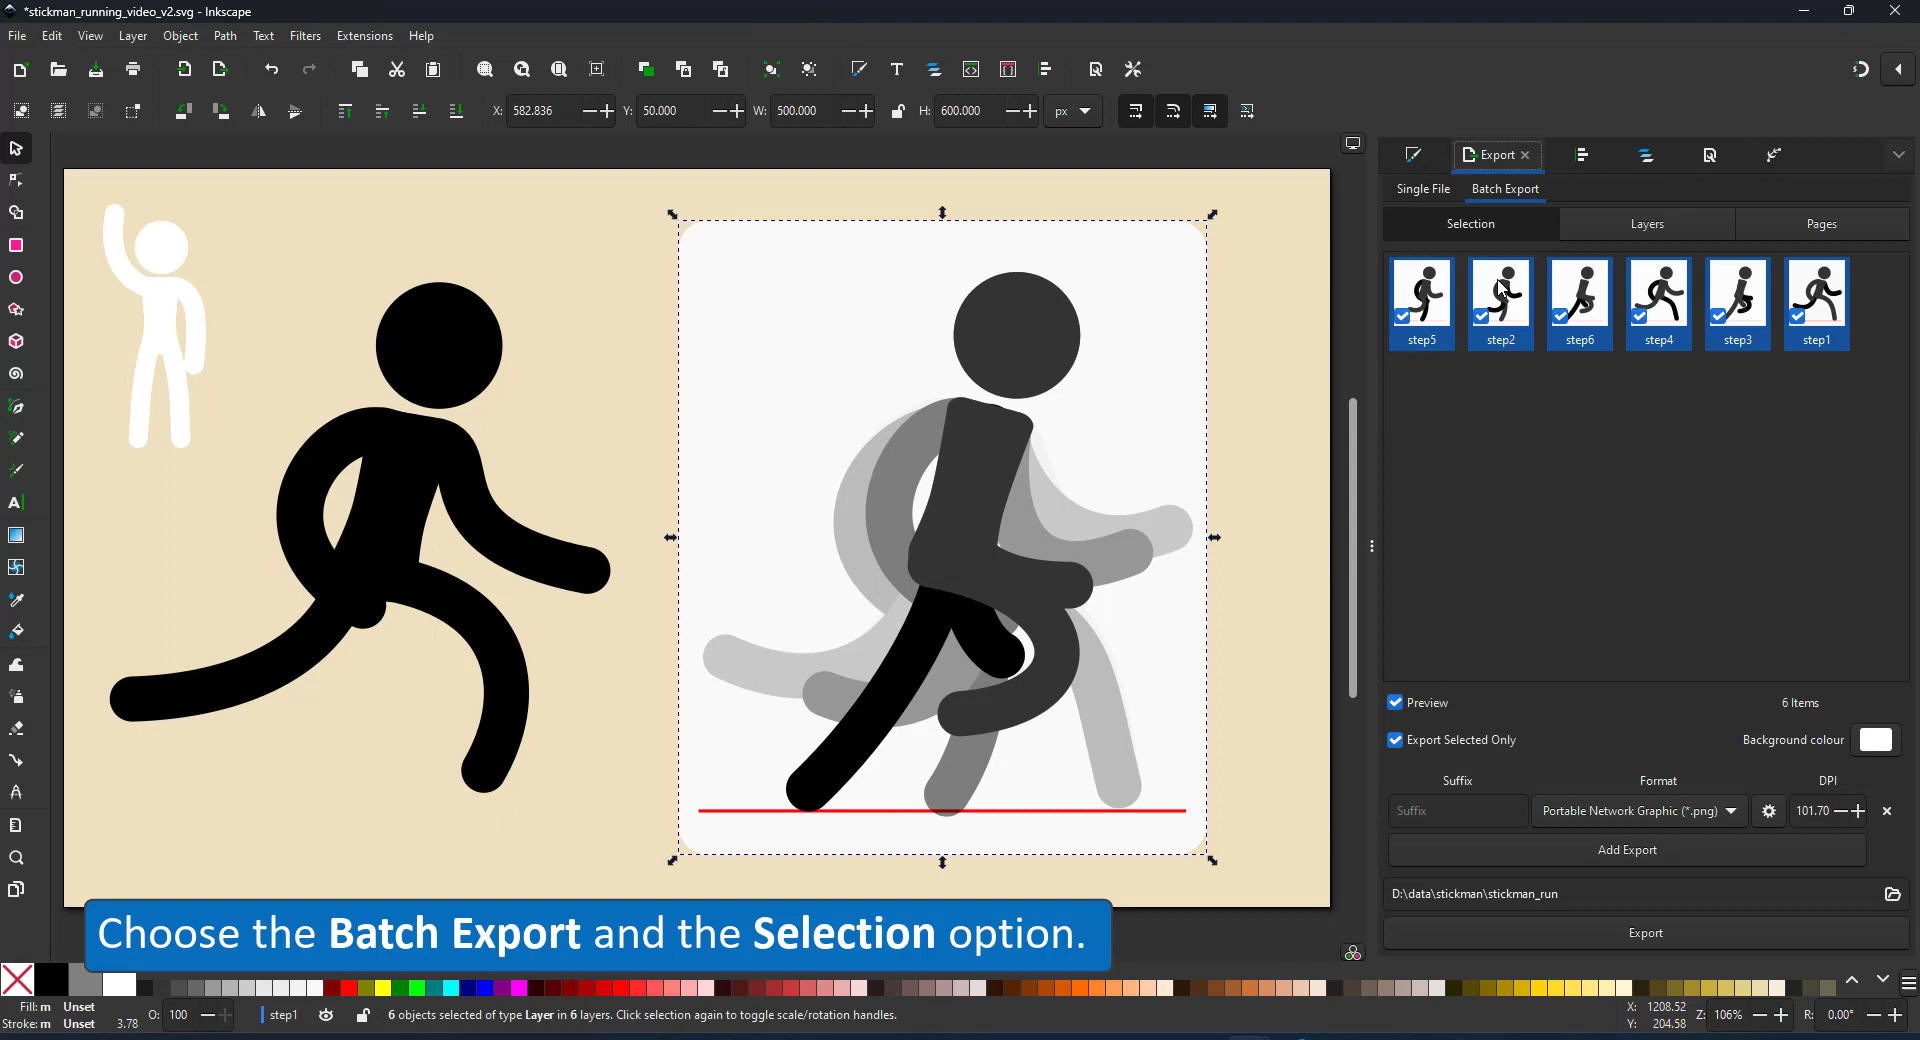 *stickman_running_video_v2.svg - Inkscape
File Edit View Layer Object Path Text Filters Extensions Help
X: 582.836 Y: 50.000 W: 500.000 H: 600.000 px
Export
Single File Batch Export
Selection Layers Pages
step5 step2 step6 step4 step3 step1
Preview 6 Items
Export Selected Only Background colour
Suffix Format DPI
Suffix Portable Network Graphic (*.png) 101.70
Add Export
D:\data\stickman\stickman_run
Export
Choose the Batch Export and the Selection option.
Fill: m Unset
Stroke: m Unset 3.78
O: 100
step1
6 objects selected of type Layer in 6 layers. Click selection again to toggle scale/rotation handles.
X: 1208.52
Y: 204.58
Z: 106%
R: 0.00°